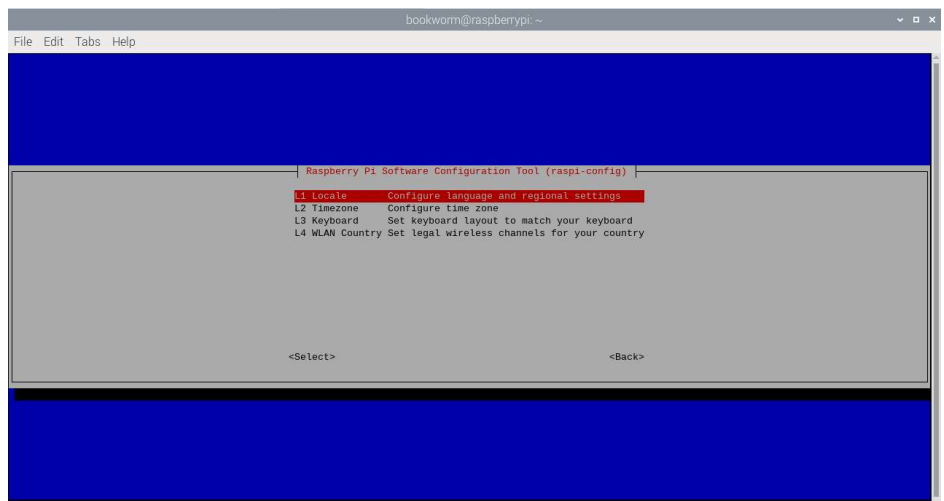 bookworm@raspberrypi: ~
File Edit Tabs Help
Raspberry Pi Software Configuration Tool (raspi-config)
L1 Locale Configure language and regional settings
L2 Timezone Configure time zone
L3 Keyboard Set keyboard layout to match your keyboard
L4 WLAN Country Set legal wireless channels for your country
<Select> <Back>